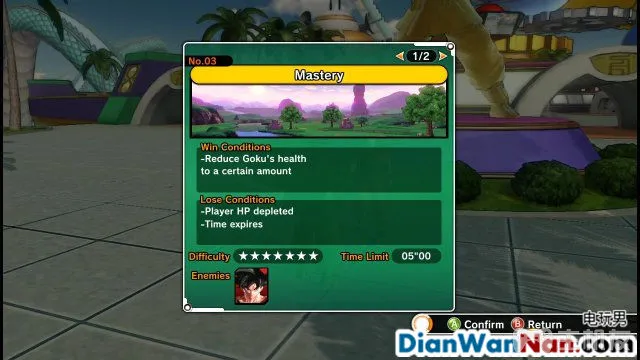 No.03
1/2
Mastery
Win Conditions
-Reduce Goku's health
to a certain amount
Lose Conditions
-Player HP depleted
-Time expires
Difficulty ★★★★★★★ Time Limit 05"00
Enemies
电玩男
A Confirm B Return
DianWanNan.com